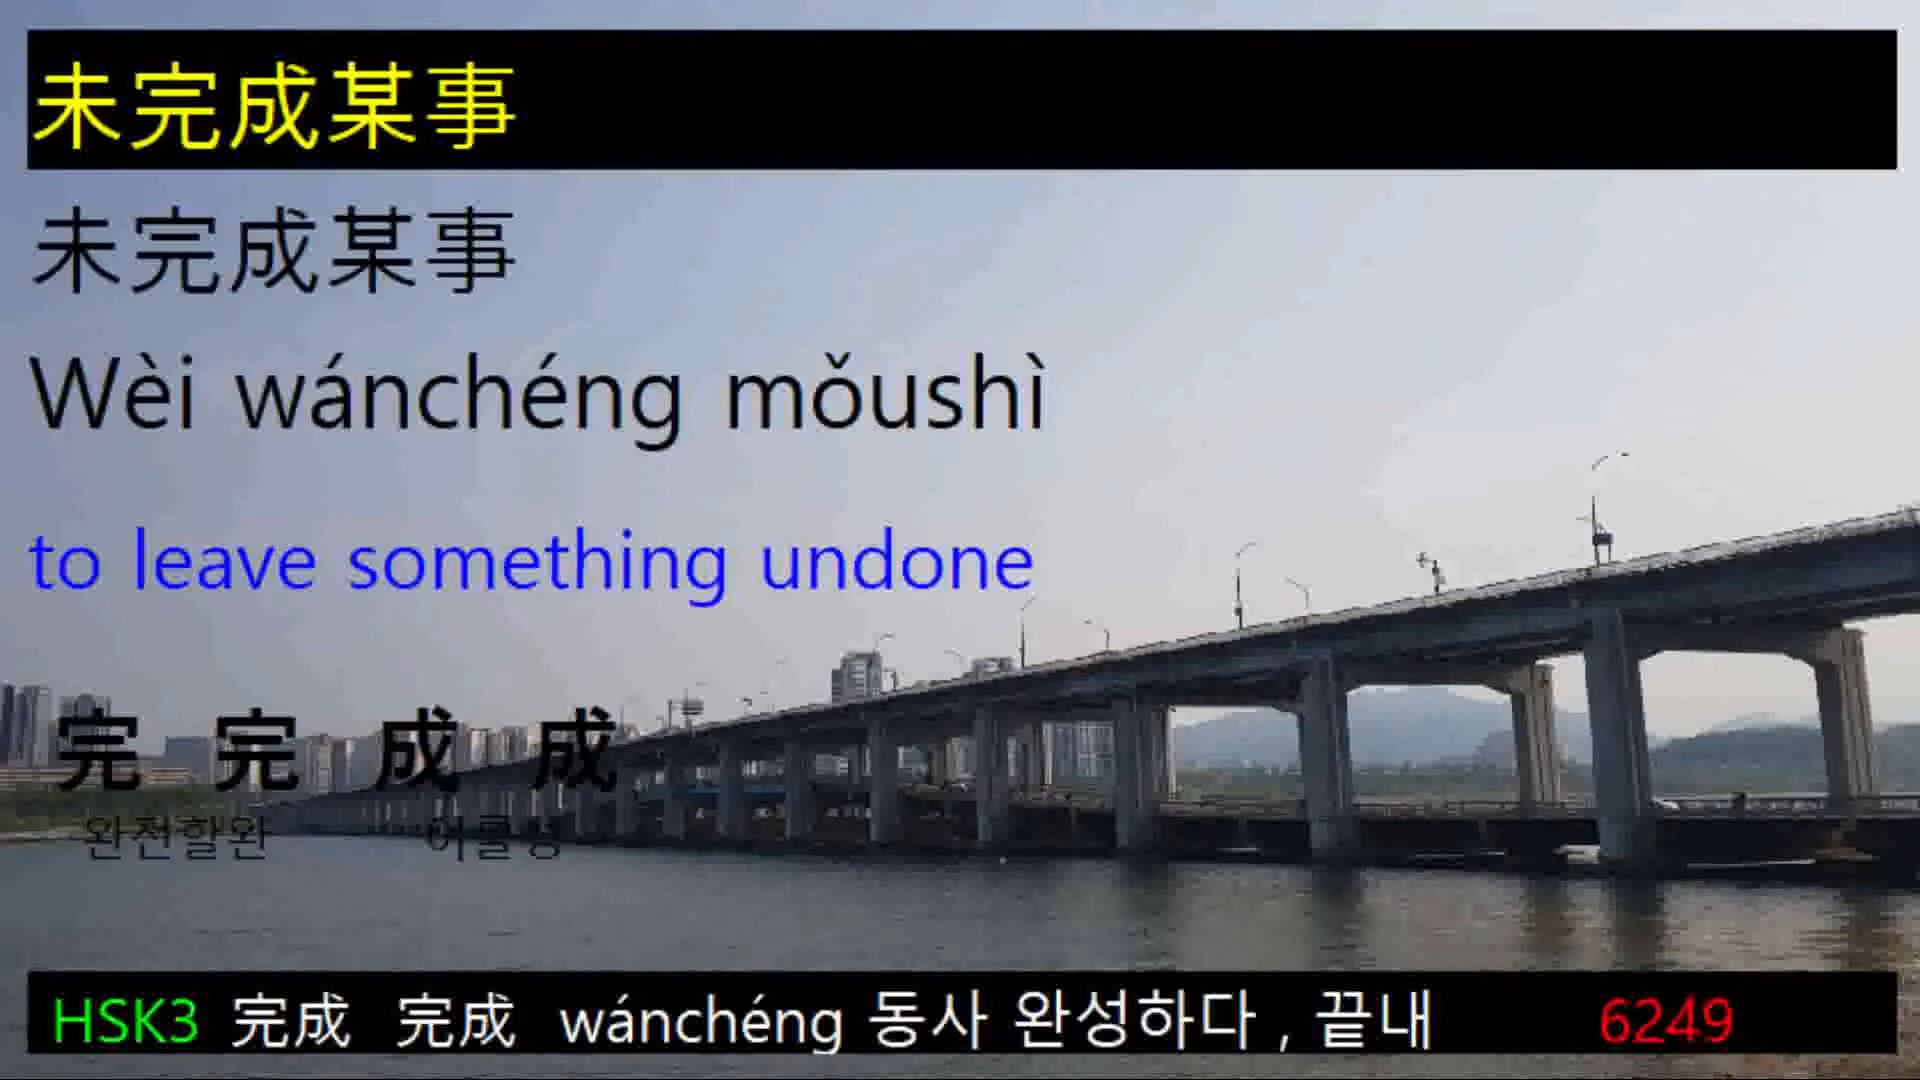 未完成某事
未完成某事
Wèi wánchéng mǒushì
to leave something undone
完 完 成 成
완전할완 이룰성
HSK3 完成 完成 wánchéng 동사 완성하다 , 끝내 6249